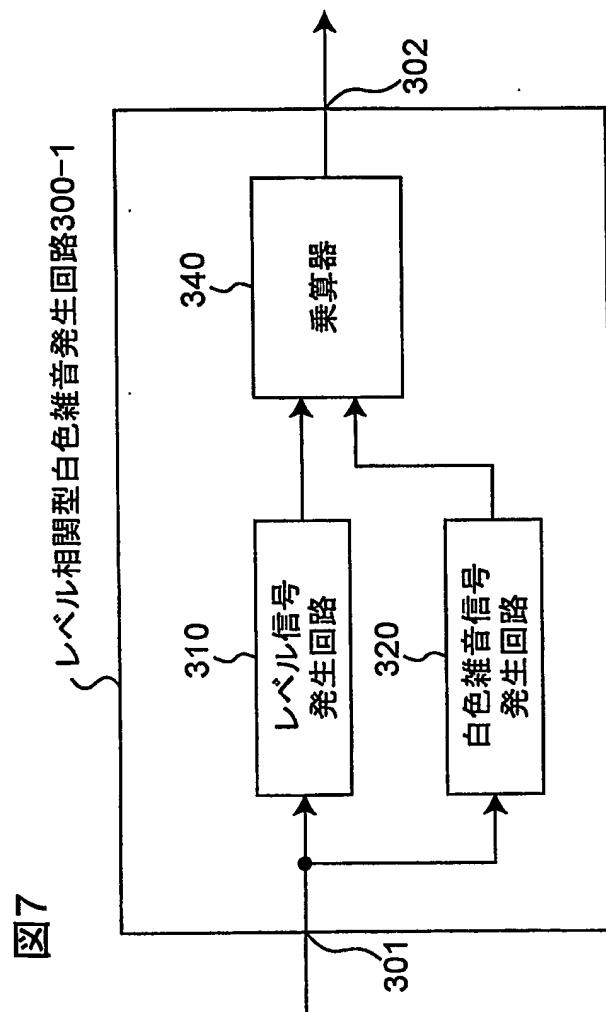 図7
レベル相関型白色雑音発生回路300-1
301
310
レベル信号
発生回路
320
白色雑音信号
発生回路
340
乗算器
302